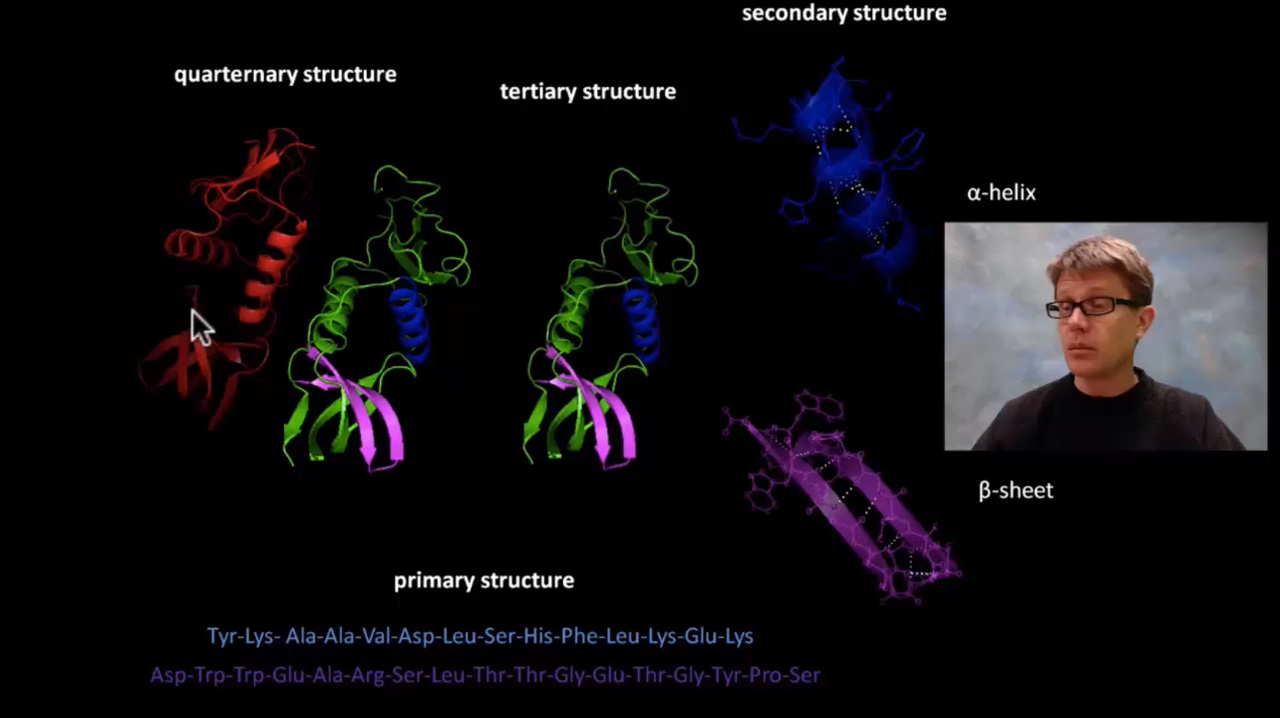 secondary structure
quarternary structure
tertiary structure
α-helix
β-sheet
primary structure
Tyr-Lys- Ala-Ala-Val-Asp-Leu-Ser-His-Phe-Leu-Lys-Glu-Lys
Asp-Trp-Trp-Glu-Ala-Arg-Ser-Leu-Thr-Thr-Gly-Glu-Thr-Gly-Tyr-Pro-Ser